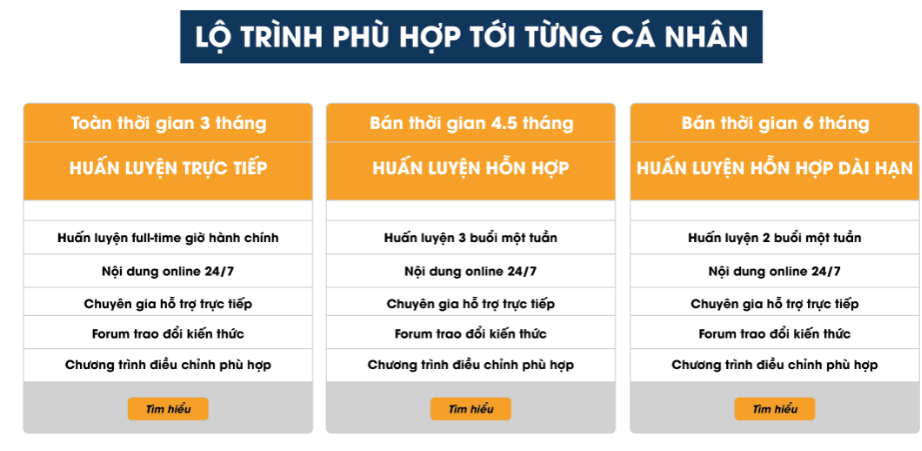 LỘ TRÌNH PHÙ HỢP TỚI TỪNG CÁ NHÂN
Toàn thời gian 3 tháng
HUẤN LUYỆN TRỰC TIẾP
Huấn luyện full-time giờ hành chính
Nội dung online 24/7
Chuyên gia hỗ trợ trực tiếp
Forum trao đổi kiến thức
Chương trình điều chỉnh phù hợp
Tìm hiểu
Bán thời gian 4.5 tháng
HUẤN LUYỆN HỖN HỢP
Huấn luyện 3 buổi một tuần
Nội dung online 24/7
Chuyên gia hỗ trợ trực tiếp
Forum trao đổi kiến thức
Chương trình điều chỉnh phù hợp
Tìm hiểu
Bán thời gian 6 tháng
HUẤN LUYỆN HỖN HỢP DÀI HẠN
Huấn luyện 2 buổi một tuần
Nội dung online 24/7
Chuyên gia hỗ trợ trực tiếp
Forum trao đổi kiến thức
Chương trình điều chỉnh phù hợp
Tìm hiểu